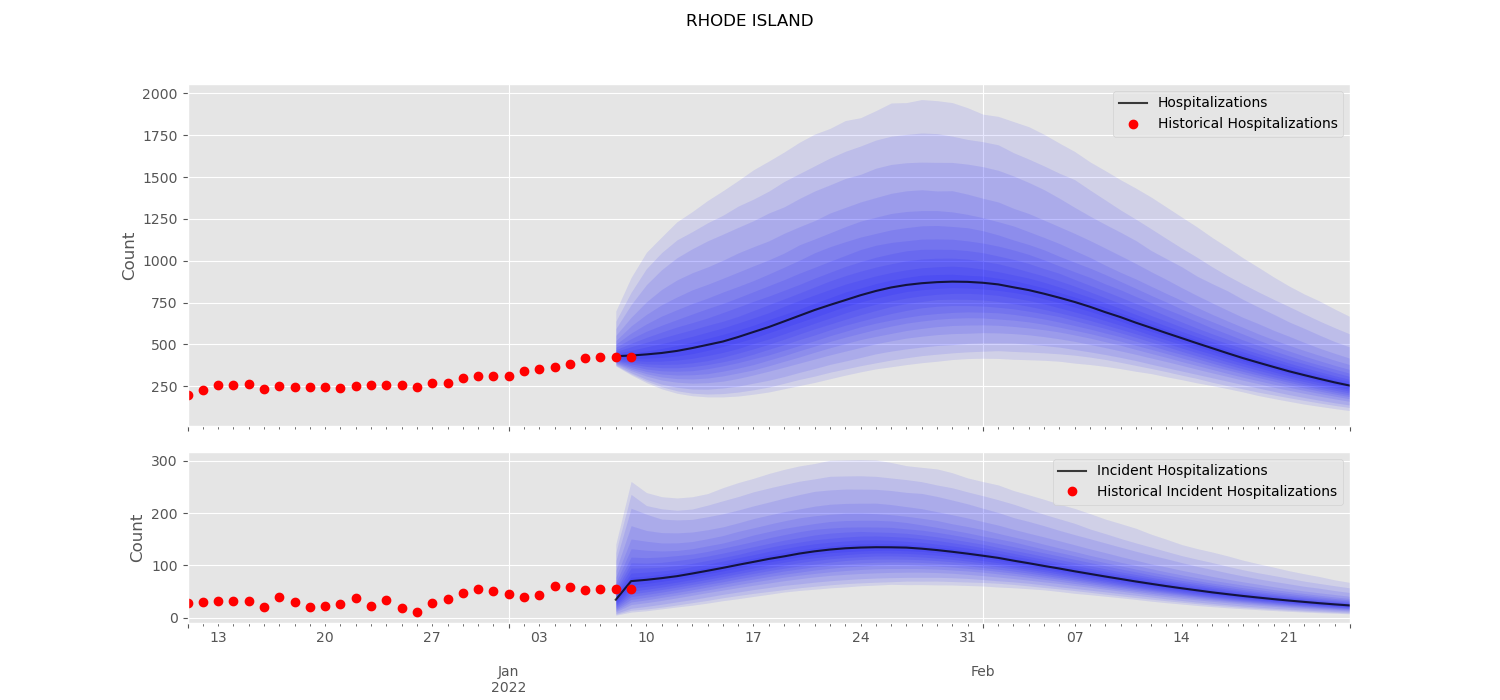 RHODE ISLAND
2000
1750
1500
1250
1000
750
500
250
Count
Hospitalizations
Historical Hospitalizations
300
200
100
0
Count
Incident Hospitalizations
Historical Incident Hospitalizations
13 20 27 03 10 17 24 31 07 14 21
Jan Feb
2022